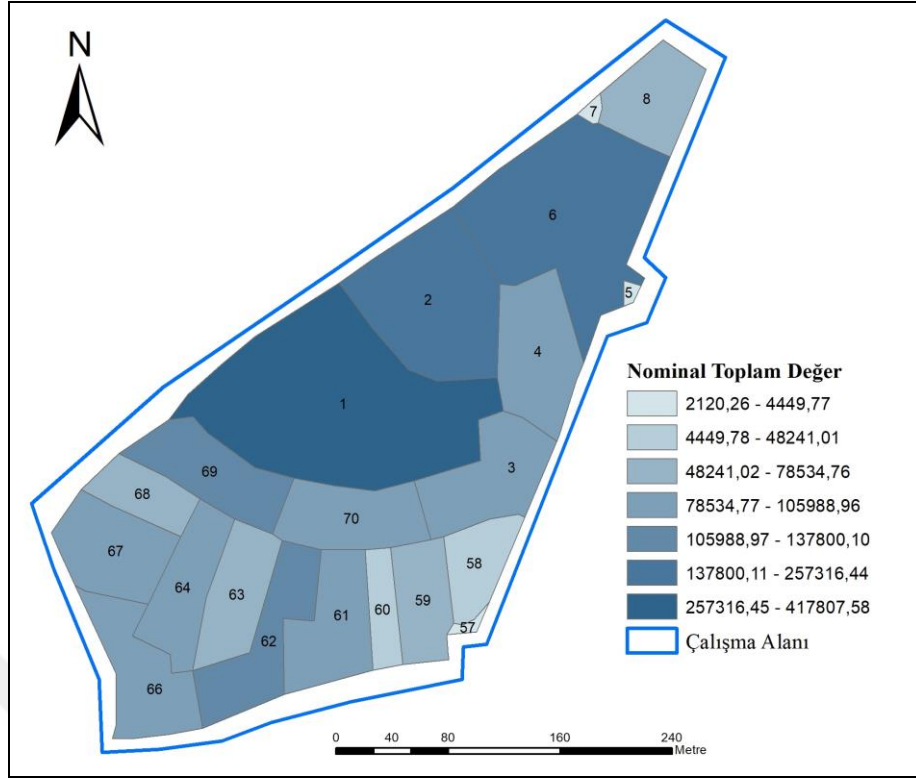 N
8
7
6
5
2
4
1
3
69
68
70
67
64
63
58
59
60
61
62
57
66
Nominal Toplam Değer
2120,26 - 4449,77
4449,78 - 48241,01
48241,02 - 78534,76
78534,77 - 105988,96
105988,97 - 137800,10
137800,11 - 257316,44
257316,45 - 417807,58
Çalışma Alanı
0 40 80 160 240
Metre